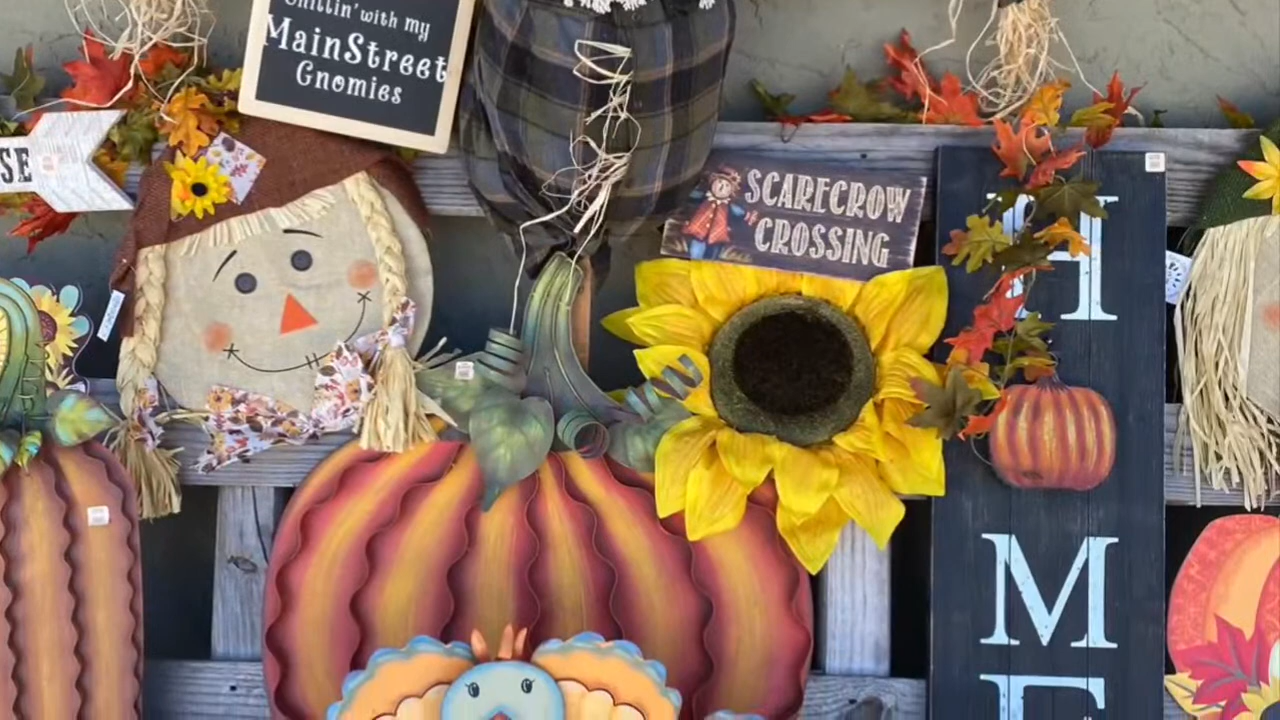 Chillin' with my
MainStreet
Gnomies
SE
SCARECROW
CROSSING
H
M
E